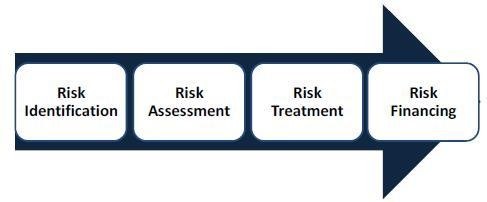 Risk
Identification
Risk
Assessment
Risk
Treatment
Risk
Financing